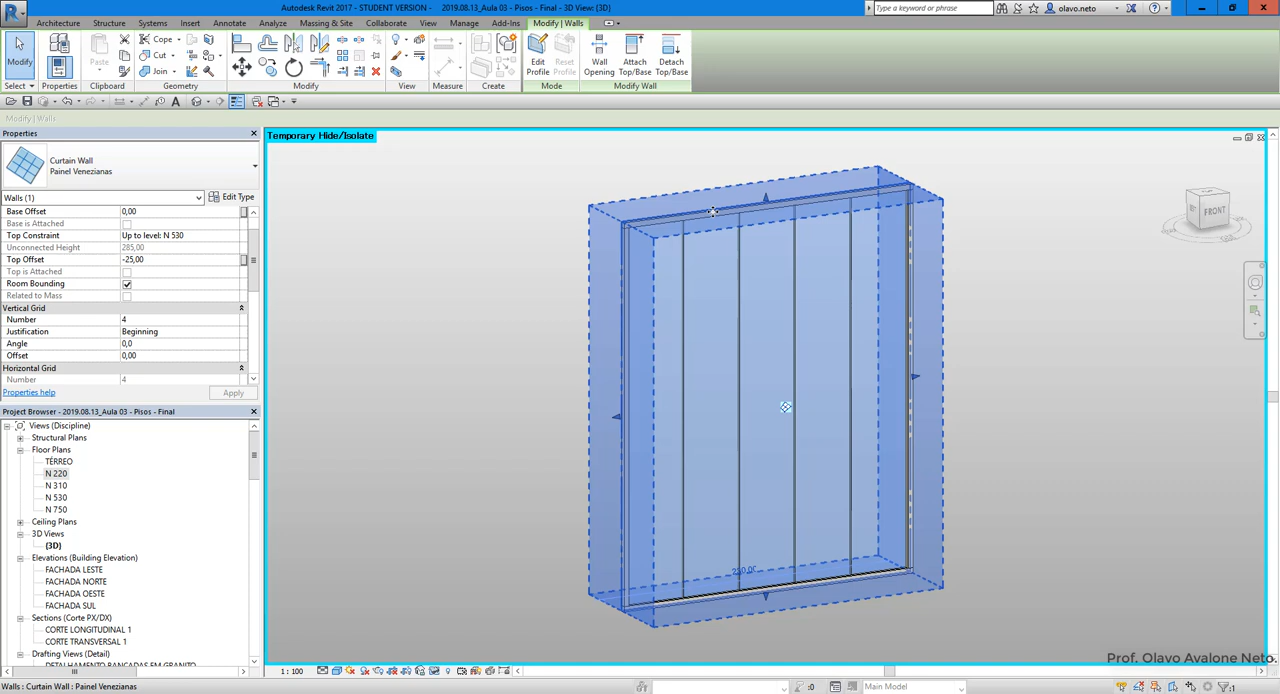 Autodesk Revit 2017 - STUDENT VERSION - 2019.08.13_Aula 03 - Pisos - Final - 3D View: {3D}
Type a keyword or phrase
olavo.neto
Architecture Structure Systems Insert Annotate Analyze Massing & Site Collaborate View Manage Add-Ins Modify | Walls
Modify
Paste
Cope
Cut
Join
Edit Profile
Reset Profile
Wall Opening
Attach Top/Base
Detach Top/Base
Select Properties Clipboard Geometry Modify View Measure Create Mode Modify Wall
Modify | Walls
Properties
Temporary Hide/Isolate
Curtain Wall
Painel Venezianas
Walls (1) Edit Type
Base Offset 0,00
Base is Attached
Top Constraint Up to level: N 530
Unconnected Height 285,00
Top Offset -25,00
Top is Attached
Room Bounding
Related to Mass
Vertical Grid
Number 4
Justification Beginning
Angle 0,0
Offset 0,00
Horizontal Grid
Number 4
Properties help Apply
FRONT
Project Browser - 2019.08.13_Aula 03 - Pisos - Final
Views (Discipline)
Structural Plans
Floor Plans
TÉRREO
N 220
N 310
N 530
N 750
Ceiling Plans
3D Views
{3D}
Elevations (Building Elevation)
FACHADA LESTE
FACHADA NORTE
FACHADA OESTE
FACHADA SUL
Sections (Corte PX/DX)
CORTE LONGITUDINAL 1
CORTE TRANSVERSAL 1
Drafting Views (Detail)
DETALHAMENTO BANCADAS EM GRANITO
1 : 100
Prof. Olavo Avalone Neto.
Walls : Curtain Wall : Painel Venezianas
:0
Main Model
:1